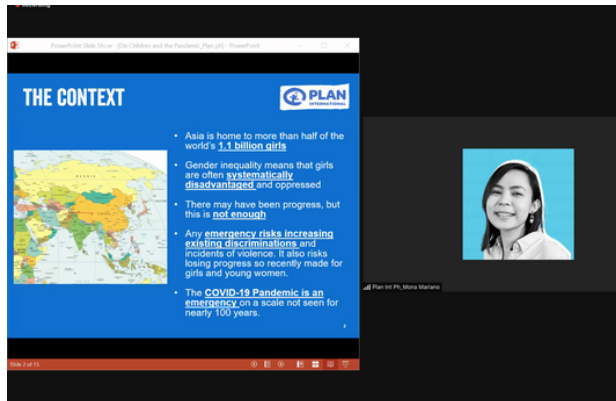 Recording
PowerPoint Slide Show - [On Children and the Pandemic_Plan ph] - PowerPoint
THE CONTEXT
PLAN
INTERNATIONAL
• Asia is home to more than half of the
world's 1.1 billion girls
• Gender inequality means that girls
are often systematically
disadvantaged and oppressed
• There may have been progress, but
this is not enough
• Any emergency risks increasing
existing discriminations and
incidents of violence. It also risks
losing progress so recently made for
girls and young women.
• The COVID-19 Pandemic is an
emergency on a scale not seen for
nearly 100 years.
RUSSIA
Slide 2 of 15
Plan Int Ph_Mona Mariano